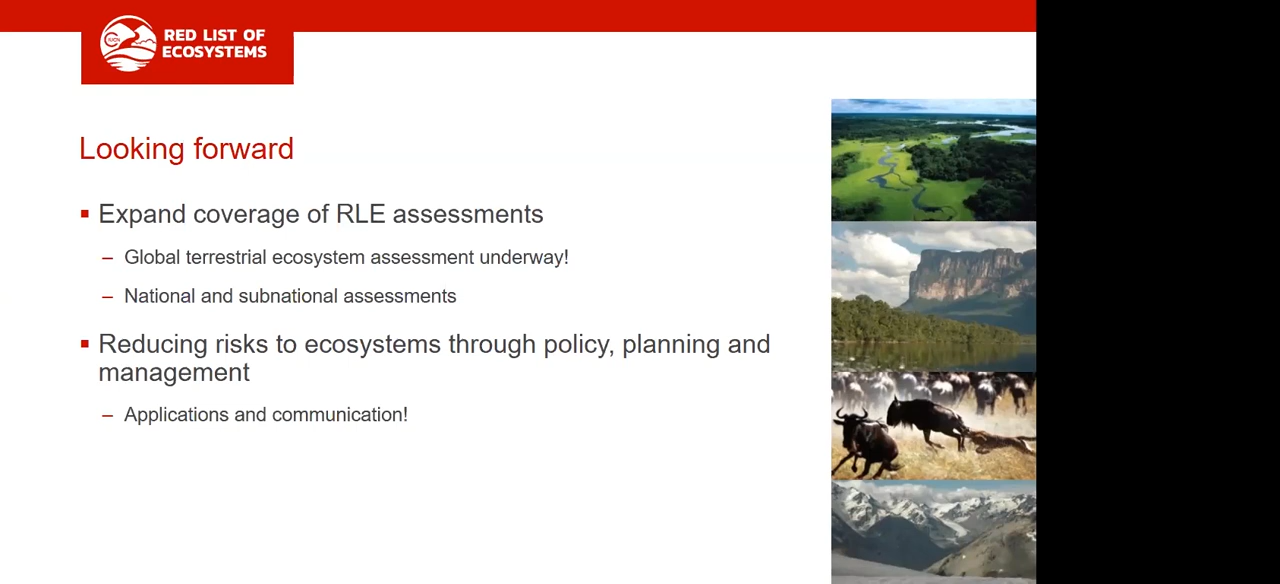 IUCN
RED LIST OF
ECOSYSTEMS
Looking forward
▪ Expand coverage of RLE assessments
– Global terrestrial ecosystem assessment underway!
– National and subnational assessments
▪ Reducing risks to ecosystems through policy, planning and
management
– Applications and communication!